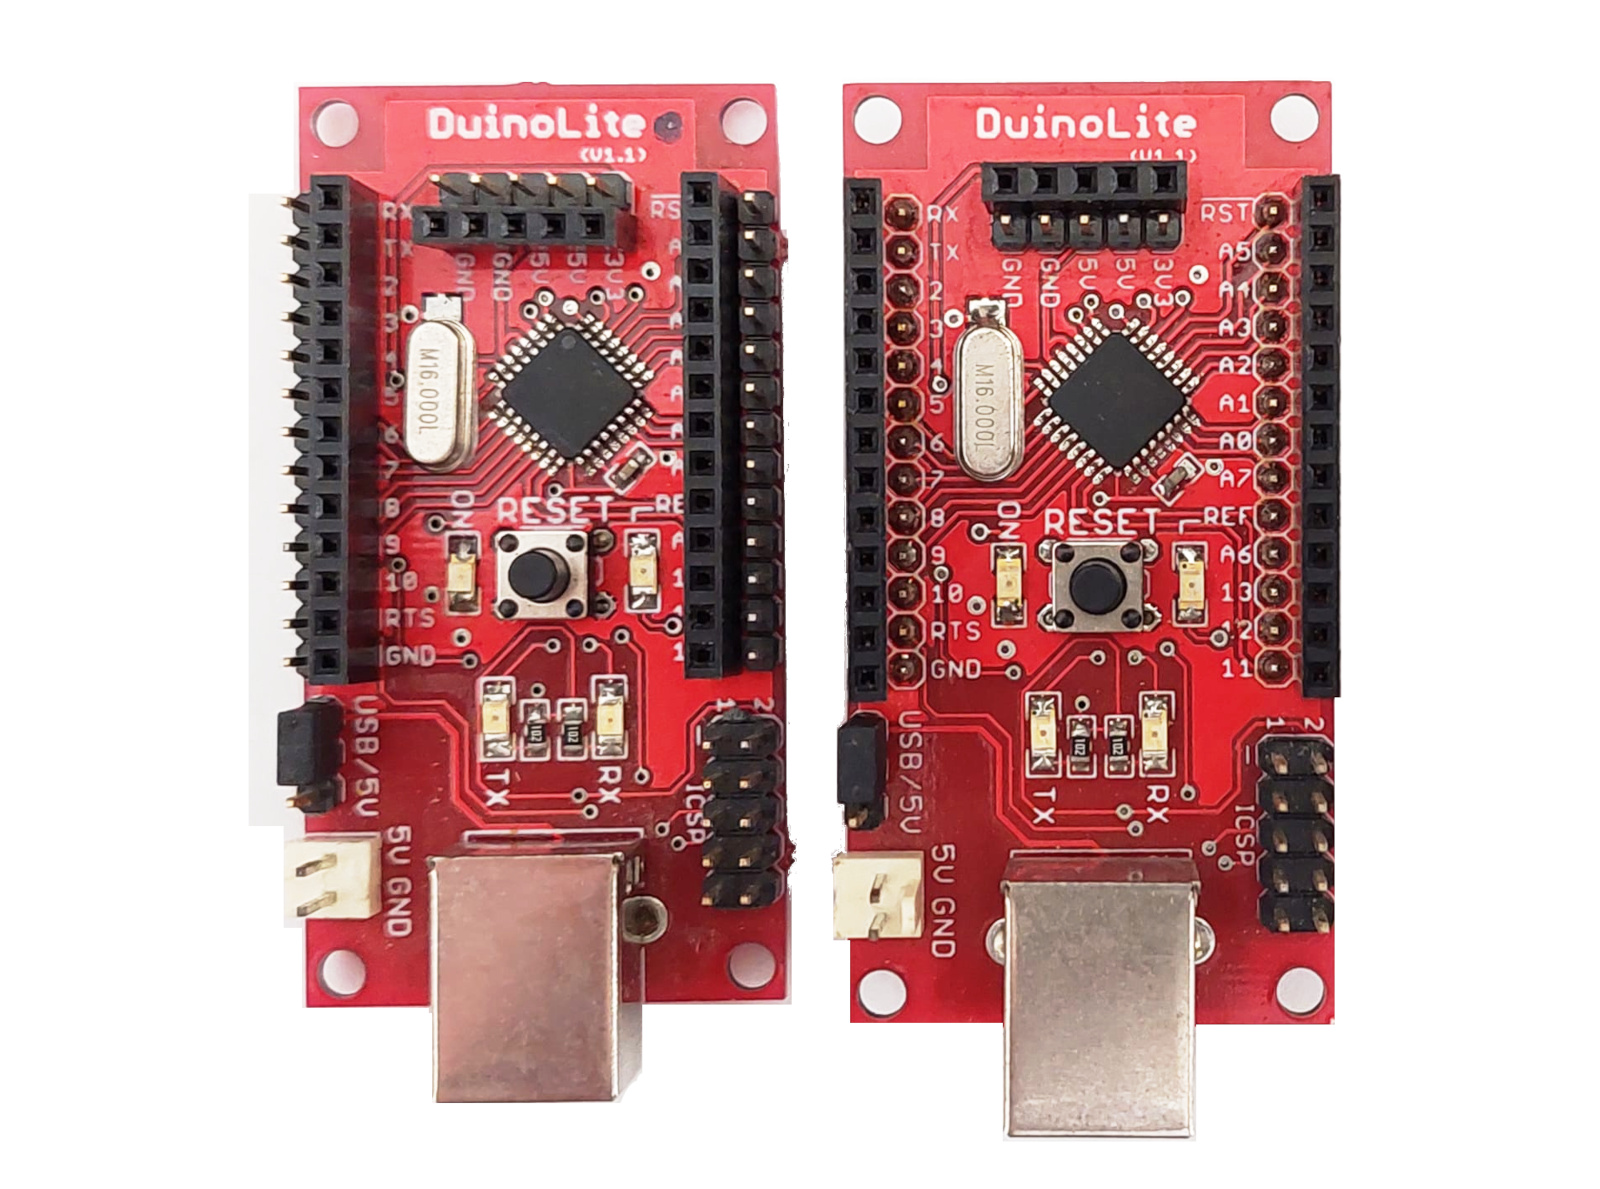 DuinoLite
(V1.1)
RX
TX
2
3
4
5
6
7
8
9
10
RTS
GND
GND
GND
5V
5V
3V3
M16.000L
ON
RESET
102
102
TX
RX
USB/5V
5V GND
1 2
ICSP
DuinoLite
(V1.1)
RX
TX
2
3
4
5
6
7
8
9
10
RTS
GND
GND
GND
5V
5V
3V3
RST
A5
A4
A3
A2
A1
A0
A7
REF
A6
13
12
11
M16.000L
ON
RESET
102
102
TX
RX
USB/5V
5V GND
1 2
ICSP